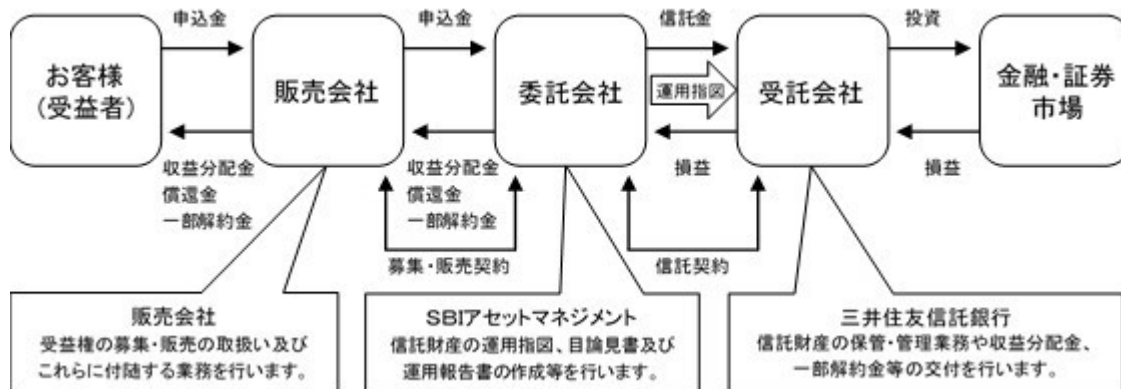 申込金
申込金
信託金
投資
お客様
（受益者）
販売会社
委託会社
運用指図
受託会社
金融・証券
市場
収益分配金
償還金
一部解約金
収益分配金
償還金
一部解約金
損益
損益
募集・販売契約
信託契約
販売会社
受益権の募集・販売の取扱い及び
これらに付随する業務を行います。
SBIアセットマネジメント
信託財産の運用指図、目論見書及び
運用報告書の作成等を行います。
三井住友信託銀行
信託財産の保管・管理業務や収益分配金、
一部解約金等の交付を行います。